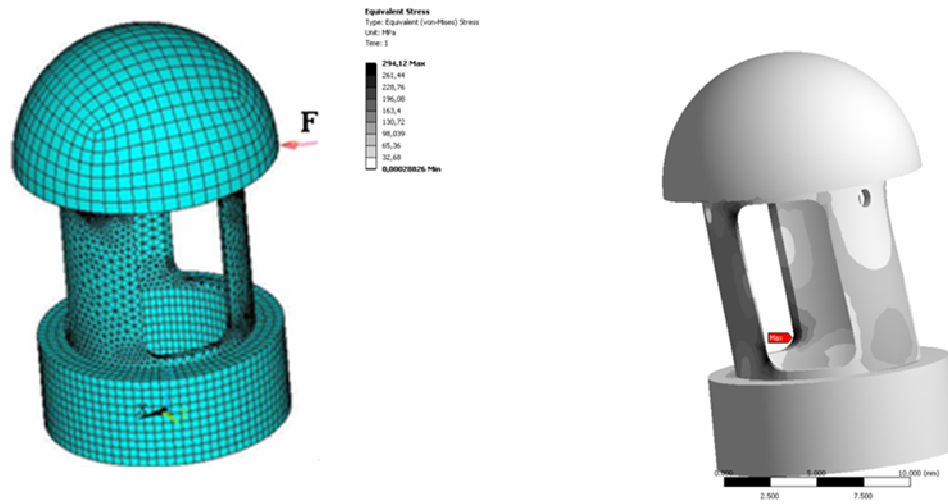 F
Equivalent Stress
Type: Equivalent (von-Mises) Stress
Unit: MPa
Time: 1
294,12 Max
261,44
228,76
196,08
163,4
130,72
98,039
65,36
32,68
0,00028026 Min
Max
0.000 5.000 10.000 (mm)
2.500 7.500